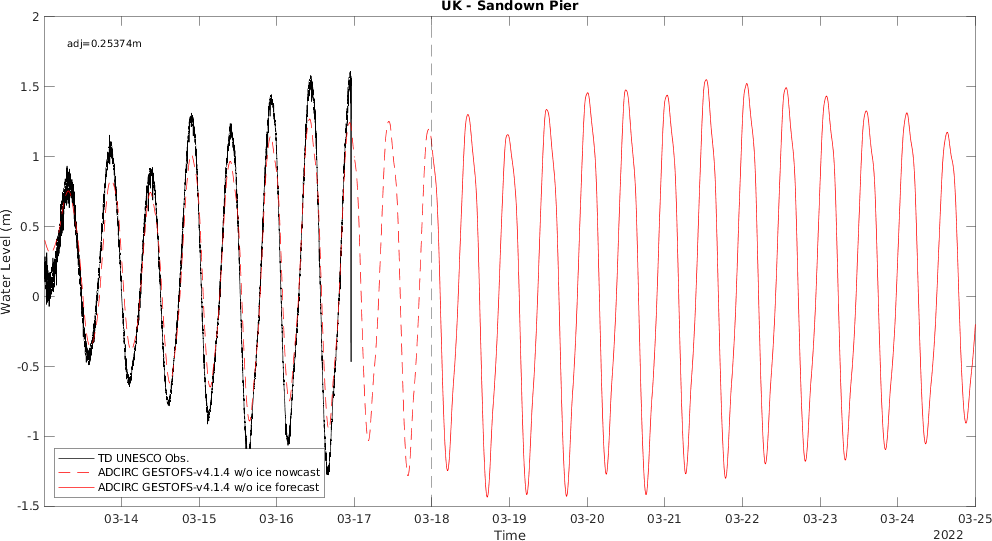 UK - Sandown Pier
adj=0.25374m
Water Level (m)
2
1.5
1
0.5
0
-0.5
-1
-1.5
TD UNESCO Obs.
ADCIRC GESTOFS-v4.1.4 w/o ice nowcast
ADCIRC GESTOFS-v4.1.4 w/o ice forecast
03-14 03-15 03-16 03-17 03-18 03-19 03-20 03-21 03-22 03-23 03-24 03-25
Time
2022